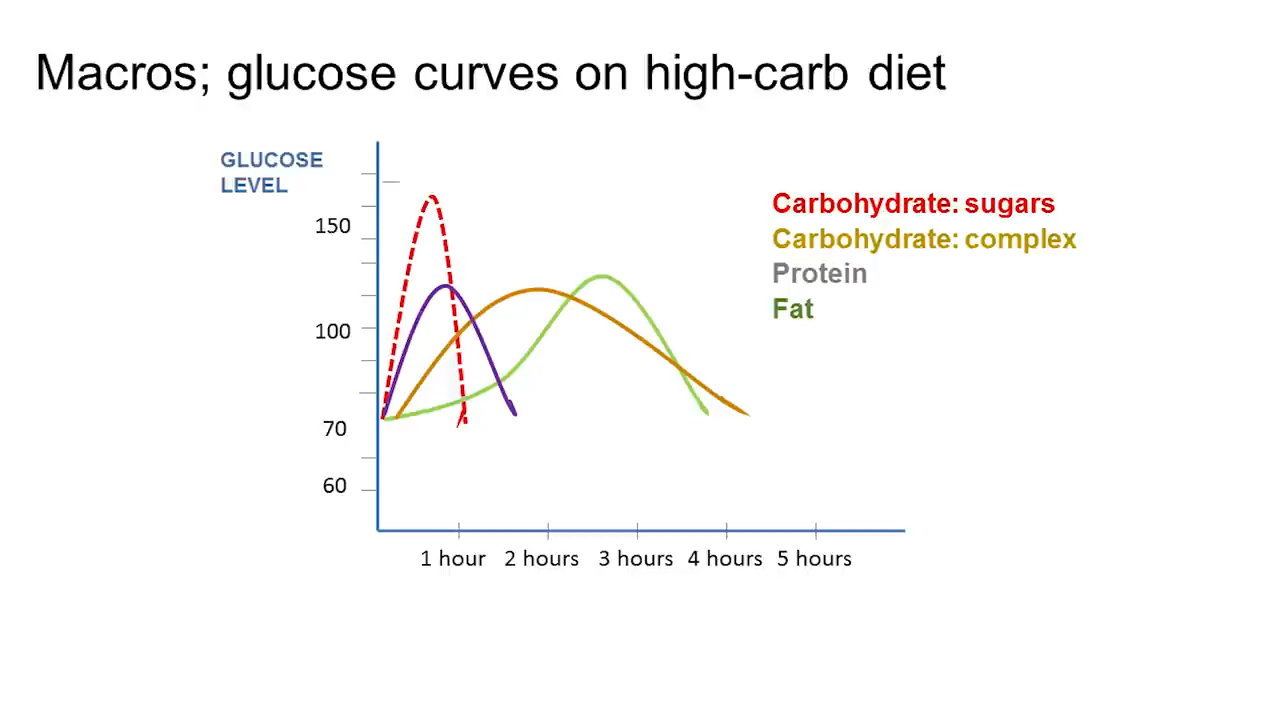 Macros; glucose curves on high-carb diet
GLUCOSE
LEVEL
150
100
70
60
1 hour 2 hours 3 hours 4 hours 5 hours
Carbohydrate: sugars
Carbohydrate: complex
Protein
Fat